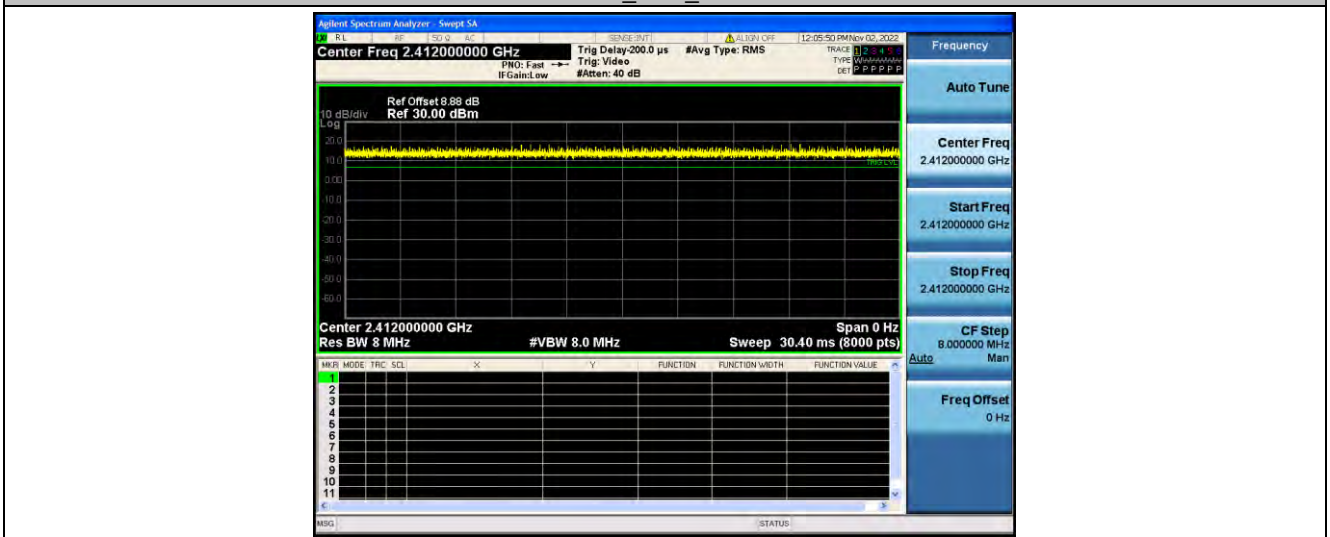 Agilent Spectrum Analyzer - Swept SA
RL RF 50 Ω AC SENSE:INT ALIGN OFF 12:05:50 PM Nov 02, 2022
Center Freq 2.412000000 GHz
PNO: Fast
IFGain:Low
Trig Delay-200.0 µs
Trig: Video
#Atten: 40 dB
#Avg Type: RMS
TRACE 1 2 3 4 5 6
TYPE
DET P P P P P P
Ref Offset 8.88 dB
10 dB/div Ref 30.00 dBm
Log
20.0
10.0
TRIG LVL
0.00
-10.0
-20.0
-30.0
-40.0
-50.0
-60.0
Center 2.412000000 GHz Span 0 Hz
Res BW 8 MHz #VBW 8.0 MHz Sweep 30.40 ms (8000 pts)
MKR MODE TRC SCL X Y FUNCTION FUNCTION WIDTH FUNCTION VALUE
1
2
3
4
5
6
7
8
9
10
11
MSG STATUS
Frequency
Auto Tune
Center Freq
2.412000000 GHz
Start Freq
2.412000000 GHz
Stop Freq
2.412000000 GHz
CF Step
8.000000 MHz
Auto Man
Freq Offset
0 Hz